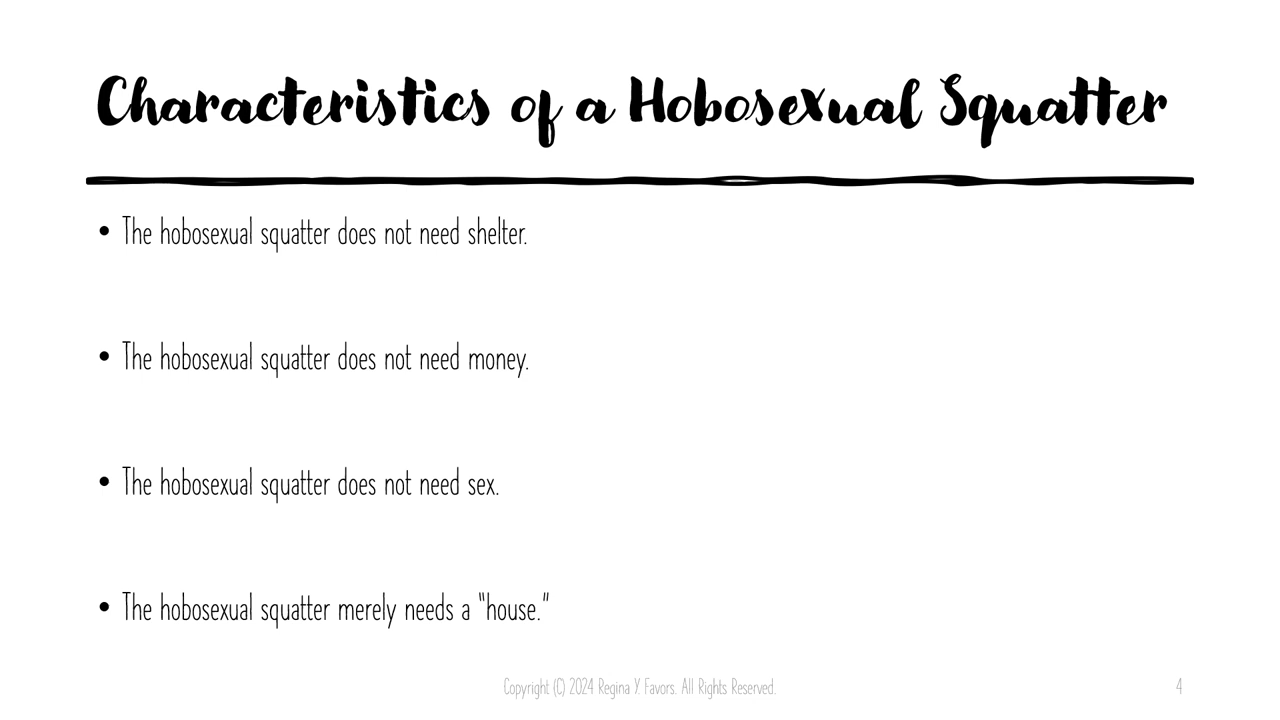 Characteristics of a Hobosexual Squatter
• The hobosexual squatter does not need shelter.
• The hobosexual squatter does not need money.
• The hobosexual squatter does not need sex.
• The hobosexual squatter merely needs a "house."
Copyright (C) 2024 Regina Y. Favors. All Rights Reserved.
4